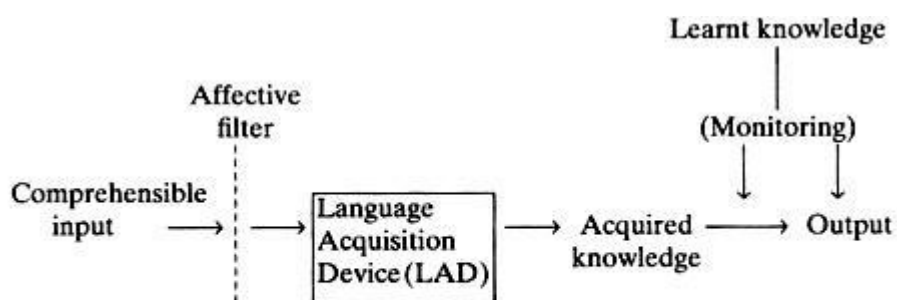 Learnt knowledge
Affective
filter
(Monitoring)
Comprehensible
input
Language
Acquisition
Device (LAD)
Acquired
knowledge
Output